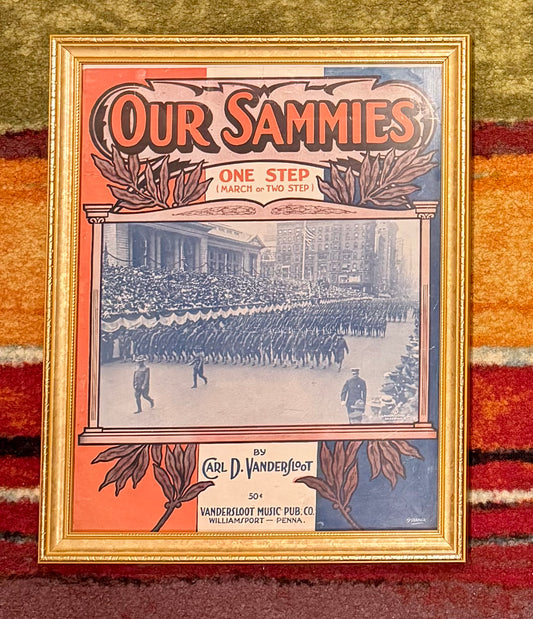 OUR SAMMIES
ONE STEP
(MARCH OR TWO STEP)
BY
CARL D. VANDERSLOOT
50¢
VANDERSLOOT MUSIC PUB. CO.
WILLIAMSPORT — PENNA.